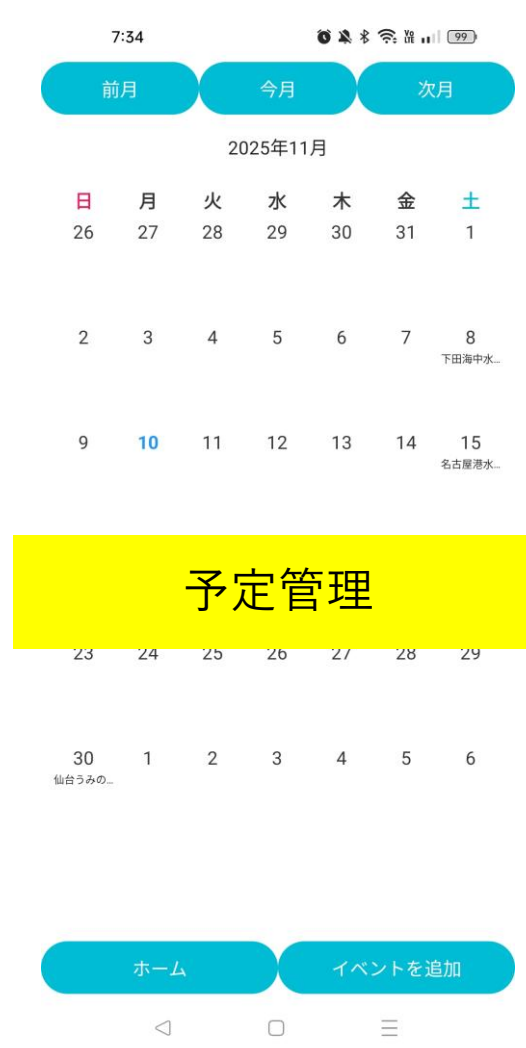 7:34 99
前月 今月 次月
2025年11月
日 月 火 水 木 金 土
26 27 28 29 30 31 1
2 3 4 5 6 7 8
下田海中水...
9 10 11 12 13 14 15
名古屋港水...
予定管理
23 24 25 26 27 28 29
30 1 2 3 4 5 6
仙台うみの...
ホーム イベントを追加